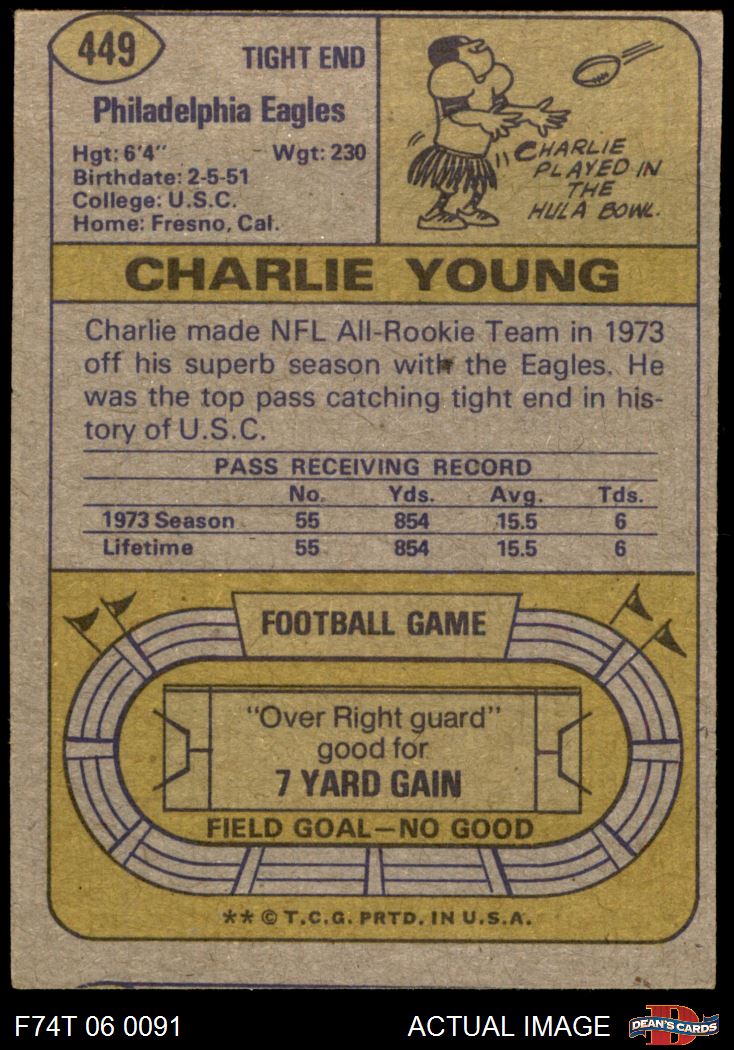 449
TIGHT END
Philadelphia Eagles
Hgt: 6'4" Wgt: 230
Birthdate: 2-5-51
College: U.S.C.
Home: Fresno, Cal.
CHARLIE
PLAYED IN
THE
HULA BOWL.
CHARLIE YOUNG
Charlie made NFL All-Rookie Team in 1973
off his superb season with the Eagles. He
was the top pass catching tight end in his-
tory of U.S.C.
PASS RECEIVING RECORD
No. Yds. Avg. Tds.
1973 Season 55 854 15.5 6
Lifetime 55 854 15.5 6
FOOTBALL GAME
"Over Right guard"
good for
7 YARD GAIN
FIELD GOAL—NO GOOD
** © T.C.G. PRTD. IN U.S.A.
F74T 06 0091 ACTUAL IMAGE
D
DEAN'S CARDS